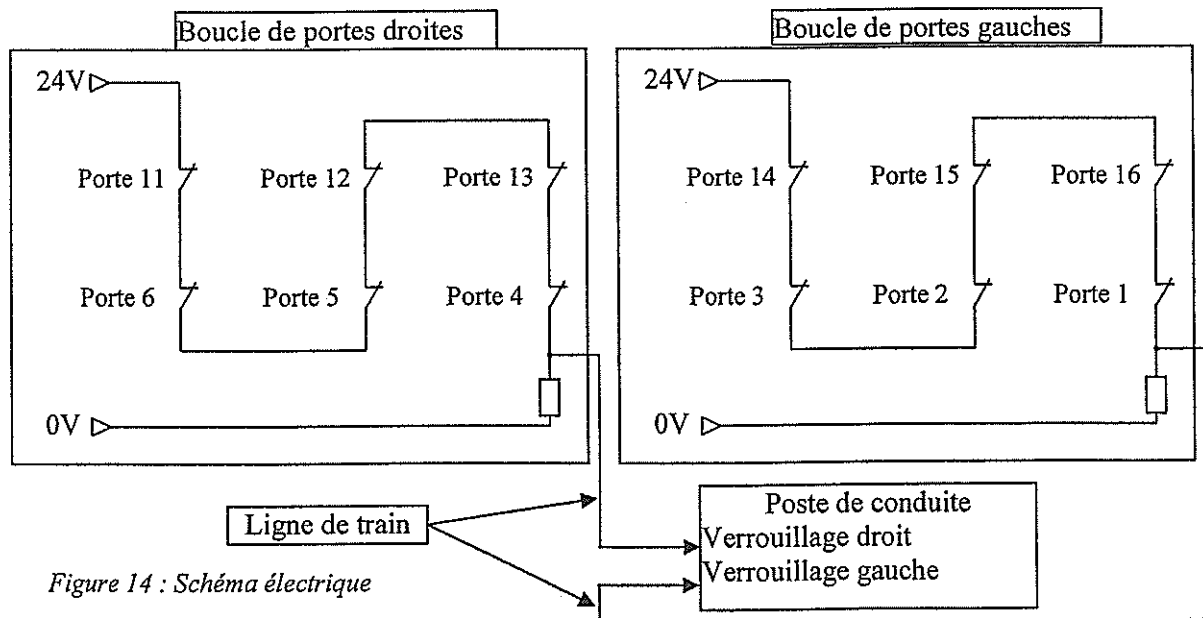 Boucle de portes droites
24V
Porte 11
Porte 12
Porte 13
Porte 6
Porte 5
Porte 4
0V
Boucle de portes gauches
24V
Porte 14
Porte 15
Porte 16
Porte 3
Porte 2
Porte 1
0V
Ligne de train
Poste de conduite
Verrouillage droit
Verrouillage gauche
Figure 14 : Schéma électrique